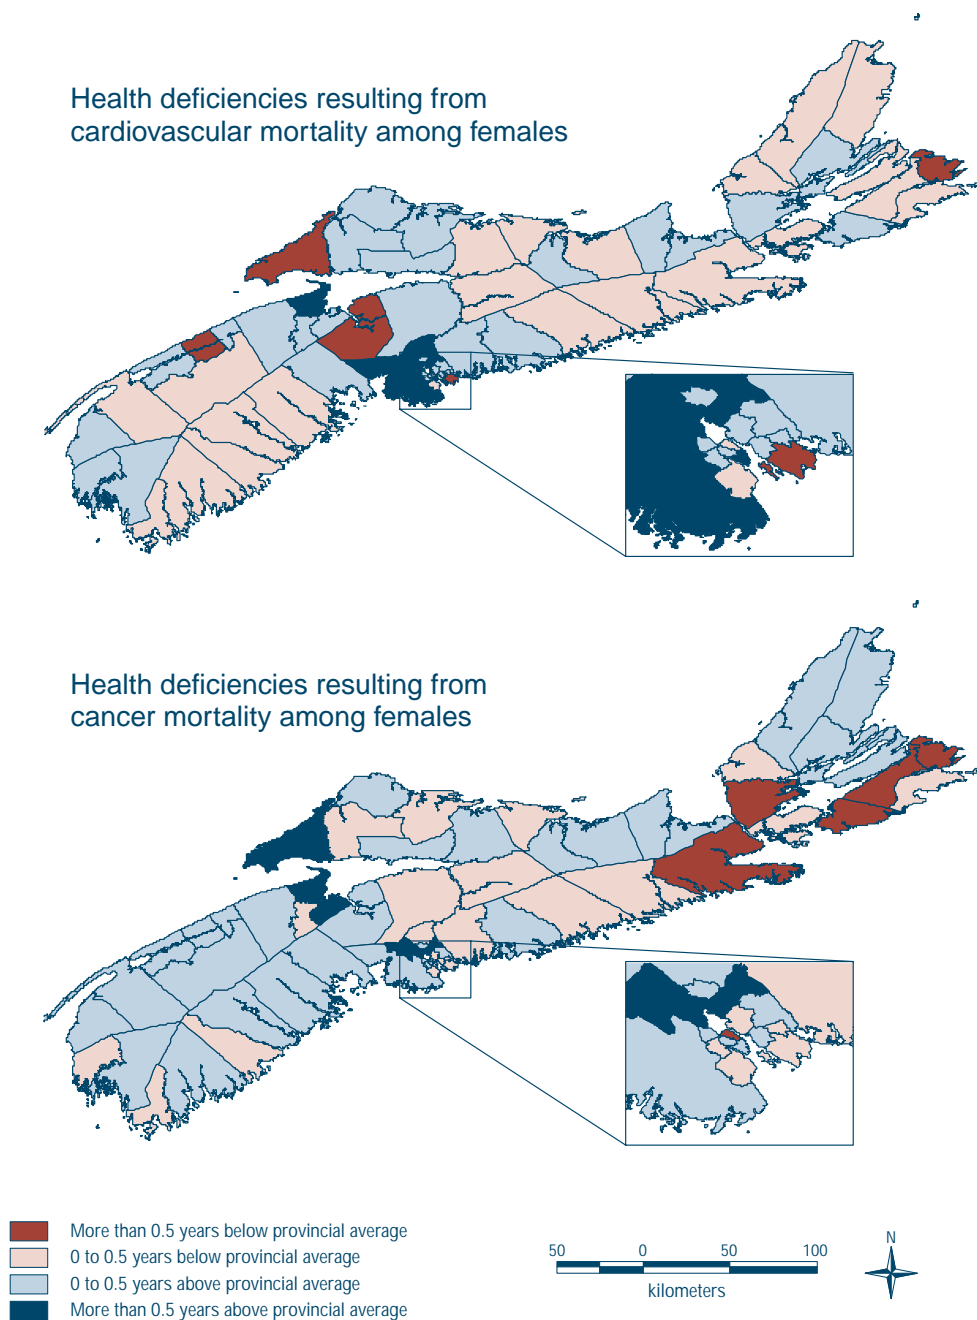 Health deficiencies resulting from
cardiovascular mortality among females
Health deficiencies resulting from
cancer mortality among females
More than 0.5 years below provincial average
0 to 0.5 years below provincial average
0 to 0.5 years above provincial average
More than 0.5 years above provincial average
50 0 50 100
kilometers
N